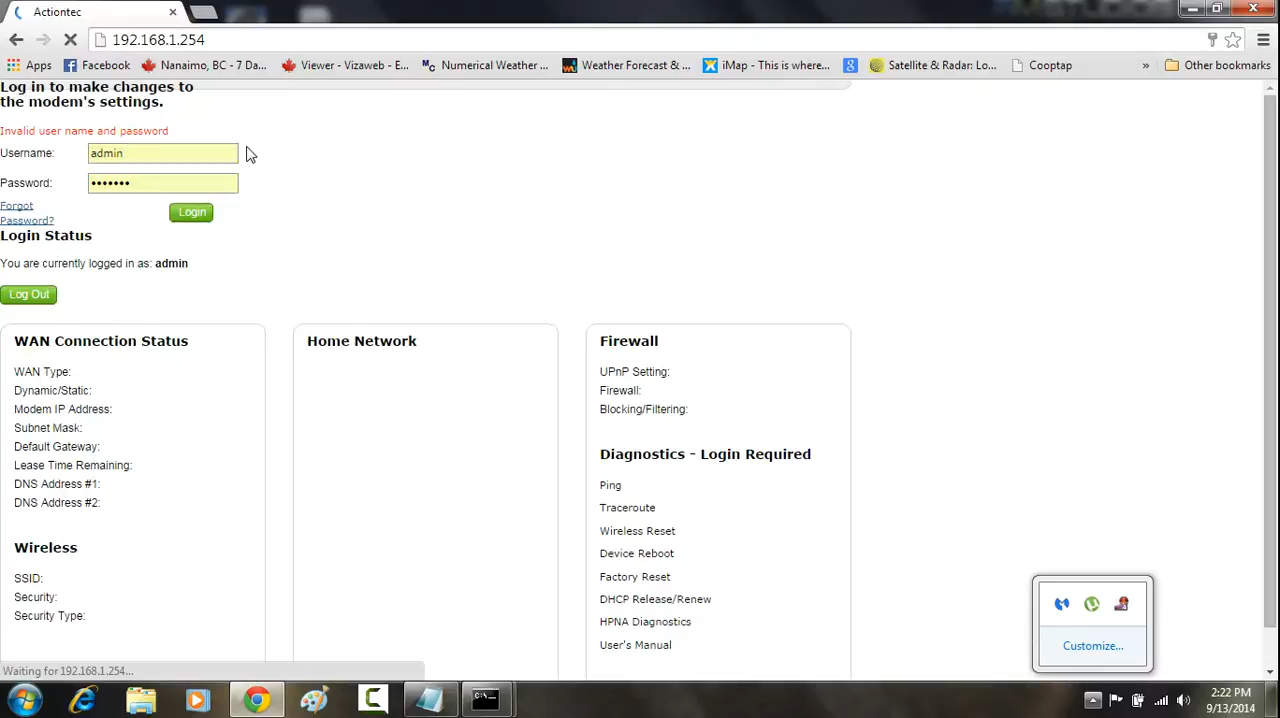 Actiontec
192.168.1.254
Apps
Facebook
Nanaimo, BC - 7 Da...
Viewer - Vizaweb - E...
Numerical Weather ...
Weather Forecast & ...
iMap - This is where...
Satellite & Radar: Lo...
Cooptap
»
Other bookmarks
Log in to make changes to
the modem's settings.
Invalid user name and password
Username: admin
Password: •••••••
Forgot
Password?
Login
Login Status
You are currently logged in as: admin
Log Out
WAN Connection Status
WAN Type:
Dynamic/Static:
Modem IP Address:
Subnet Mask:
Default Gateway:
Lease Time Remaining:
DNS Address #1:
DNS Address #2:
Wireless
SSID:
Security:
Security Type:
Home Network
Firewall
UPnP Setting:
Firewall:
Blocking/Filtering:
Diagnostics - Login Required
Ping
Traceroute
Wireless Reset
Device Reboot
Factory Reset
DHCP Release/Renew
HPNA Diagnostics
User's Manual
Customize...
Waiting for 192.168.1.254...
2:22 PM
9/13/2014